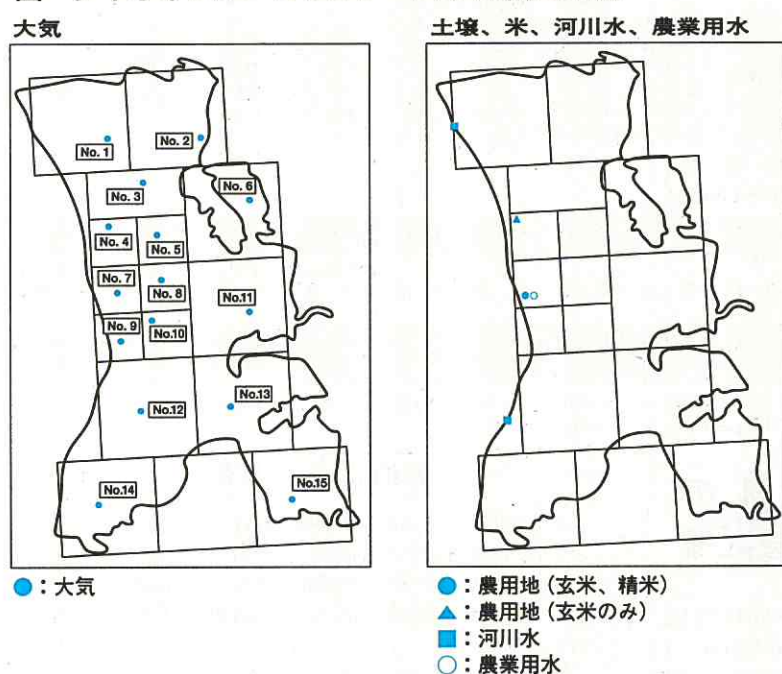 大気
No. 1
No. 2
No. 3
No. 6
No. 4
No. 5
No. 7
No. 8
No. 9
No.10
No.11
No.12
No.13
No.14
No.15
●：大気
土壌、米、河川水、農業用水
●：農用地（玄米、精米）
▲：農用地（玄米のみ）
■：河川水
○：農業用水